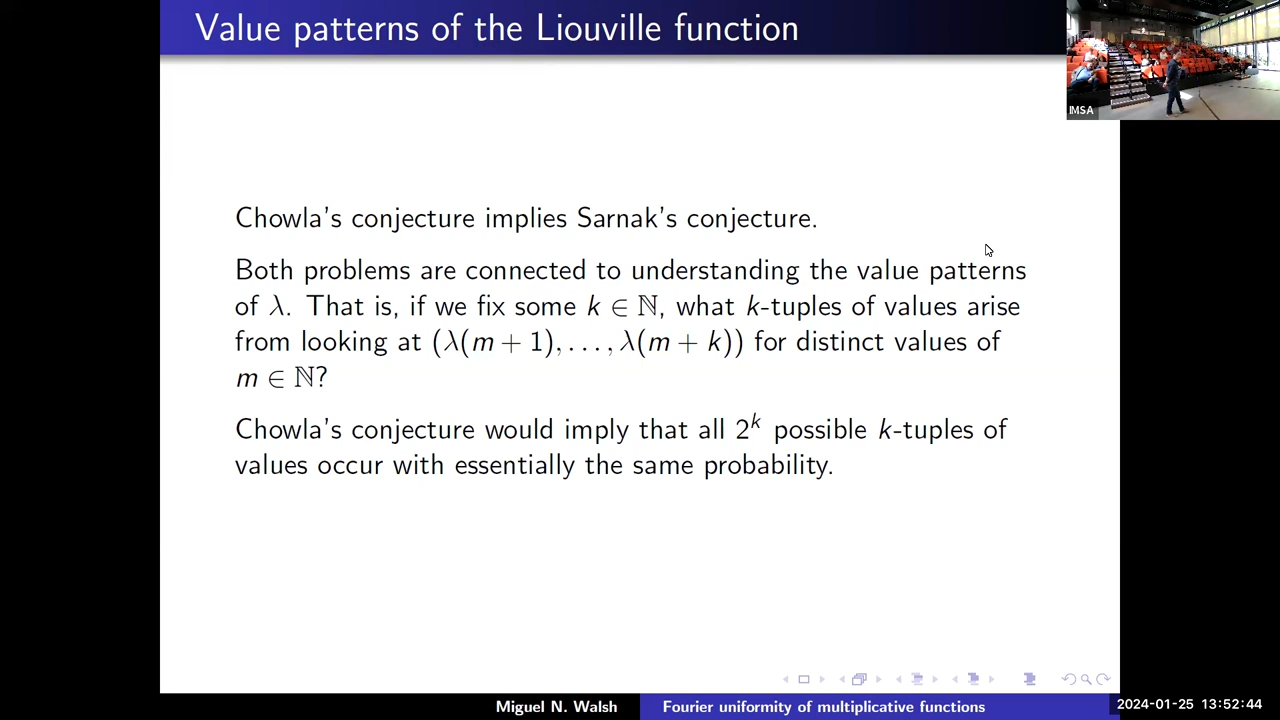 Value patterns of the Liouville function
IMSA
Chowla's conjecture implies Sarnak's conjecture.
Both problems are connected to understanding the value patterns
of λ. That is, if we fix some k ∈ ℕ, what k-tuples of values arise
from looking at (λ(m + 1), . . . , λ(m + k)) for distinct values of
m ∈ ℕ?
Chowla's conjecture would imply that all 2^k possible k-tuples of
values occur with essentially the same probability.
Miguel N. Walsh
Fourier uniformity of multiplicative functions
2024-01-25 13:52:44